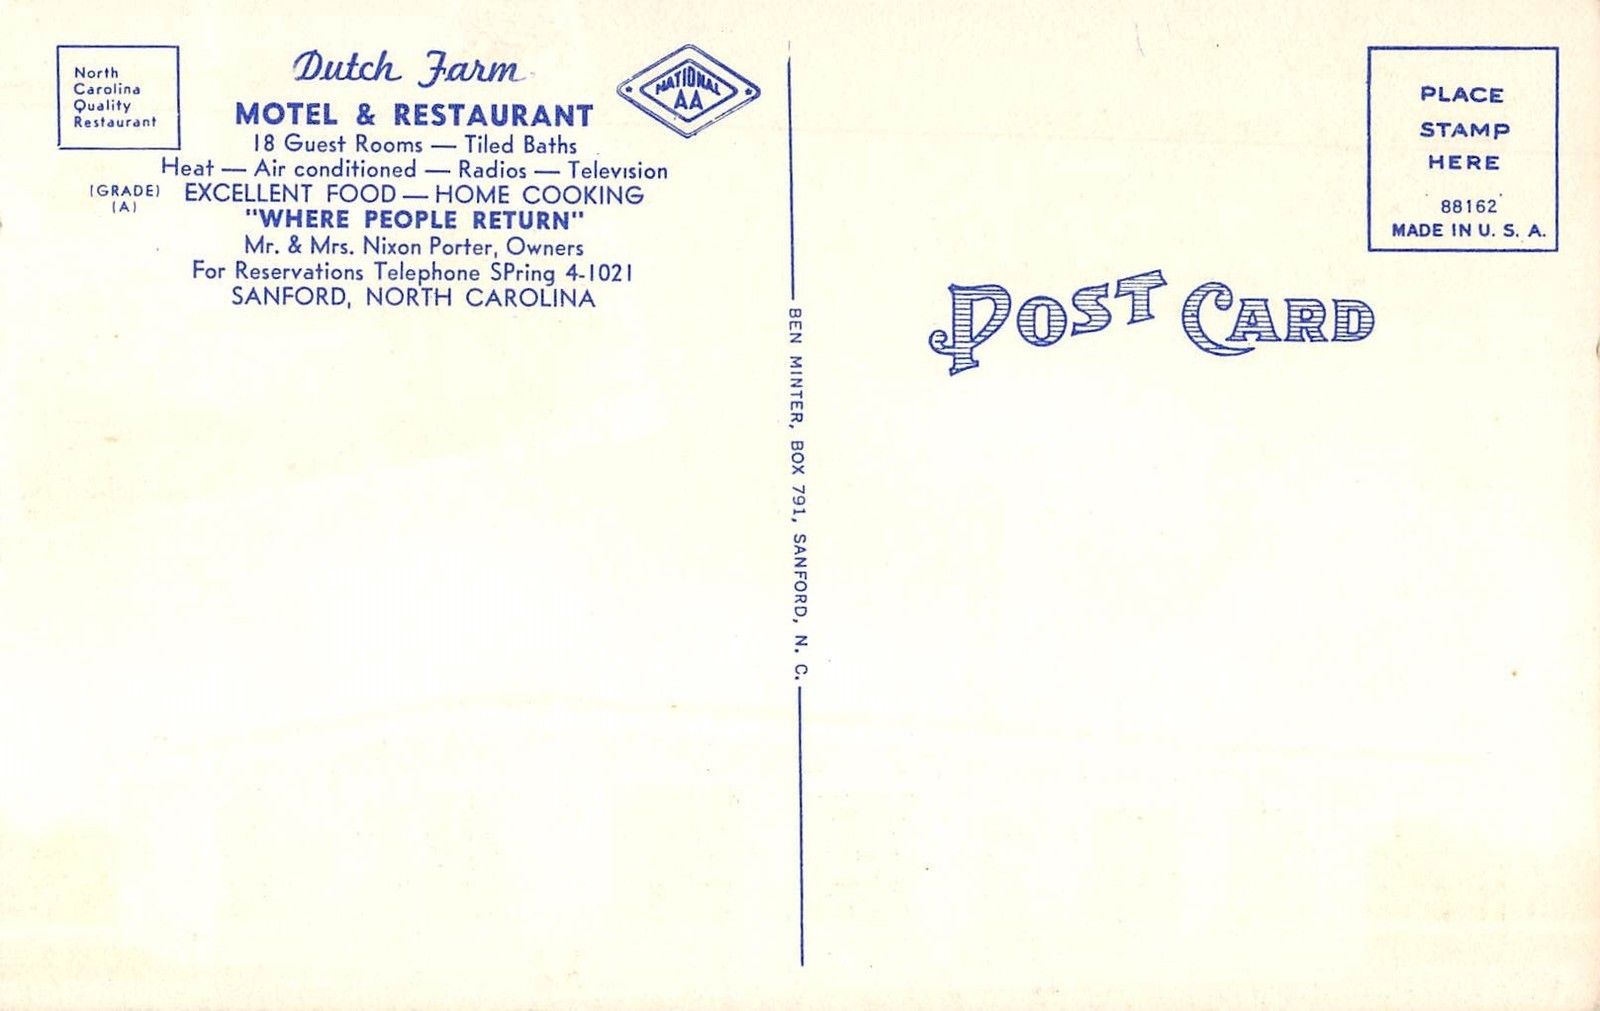 North
Carolina
Quality
Restaurant
Dutch Farm
MOTEL & RESTAURANT
NATIONAL
AA
18 Guest Rooms — Tiled Baths
Heat — Air conditioned — Radios — Television
(GRADE)
(A)
EXCELLENT FOOD — HOME COOKING
"WHERE PEOPLE RETURN"
Mr. & Mrs. Nixon Porter, Owners
For Reservations Telephone SPring 4-1021
SANFORD, NORTH CAROLINA
BEN MINTER, BOX 791, SANFORD, N. C.
PLACE
STAMP
HERE
88162
MADE IN U. S. A.
POST CARD